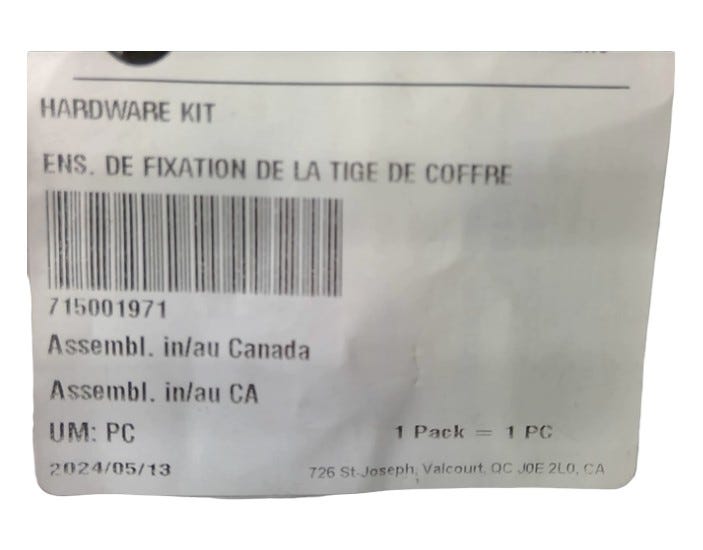 HARDWARE KIT
ENS. DE FIXATION DE LA TIGE DE COFFRE
715001971
Assembl. in/au Canada
Assembl. in/au CA
UM: PC
1 Pack = 1 PC
2024/05/13
726 St-Joseph, Valcourt, QC J0E 2L0, CA